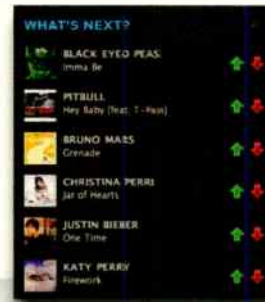 WHAT'S NEXT?
BLACK EYED PEAS
Imma Be
PITBULL
Hey Baby (feat. T-Pain)
BRUNO MARS
Grenade
CHRISTINA PERRI
Jar of Hearts
JUSTIN BIEBER
One Time
KATY PERRY
Firework